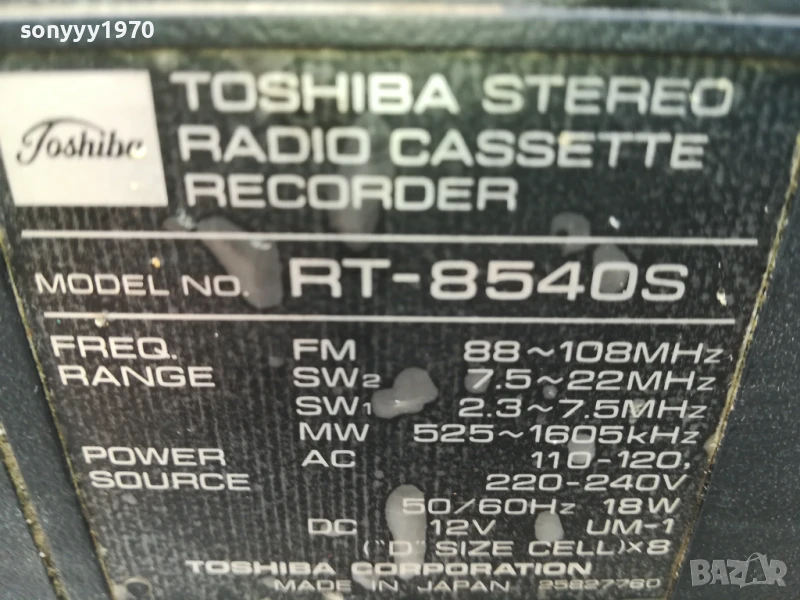 sonyyy1970
Toshiba
TOSHIBA STEREO
RADIO CASSETTE
RECORDER
MODEL NO. RT-8540S
FREQ. FM 88~108MHz
RANGE SW2 7.5~22MHz
SW1 2.3~7.5MHz
MW 525~1605kHz
POWER AC 110-120,
SOURCE 220-240V
50/60Hz 18W
DC 12V UM-1
("D" SIZE CELL)×8
TOSHIBA CORPORATION
MADE IN JAPAN 25827760
BAZAR